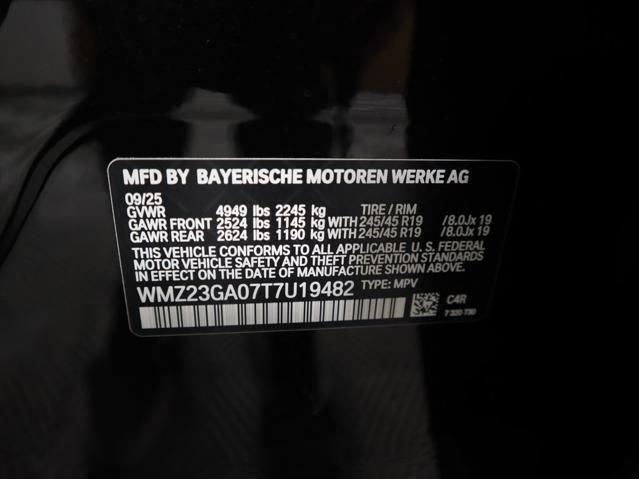 MFD BY BAYERISCHE MOTOREN WERKE AG
09/25
GVWR 4949 lbs 2245 kg TIRE / RIM
GAWR FRONT 2524 lbs 1145 kg WITH 245/45 R19 /8.0Jx 19
GAWR REAR 2624 lbs 1190 kg WITH 245/45 R19 /8.0Jx 19
THIS VEHICLE CONFORMS TO ALL APPLICABLE U. S. FEDERAL
MOTOR VEHICLE SAFETY AND THEFT PREVENTION STANDARDS
IN EFFECT ON THE DATE OF MANUFACTURE SHOWN ABOVE.
WMZ23GA07T7U19482 TYPE: MPV
C4R
7 320 730